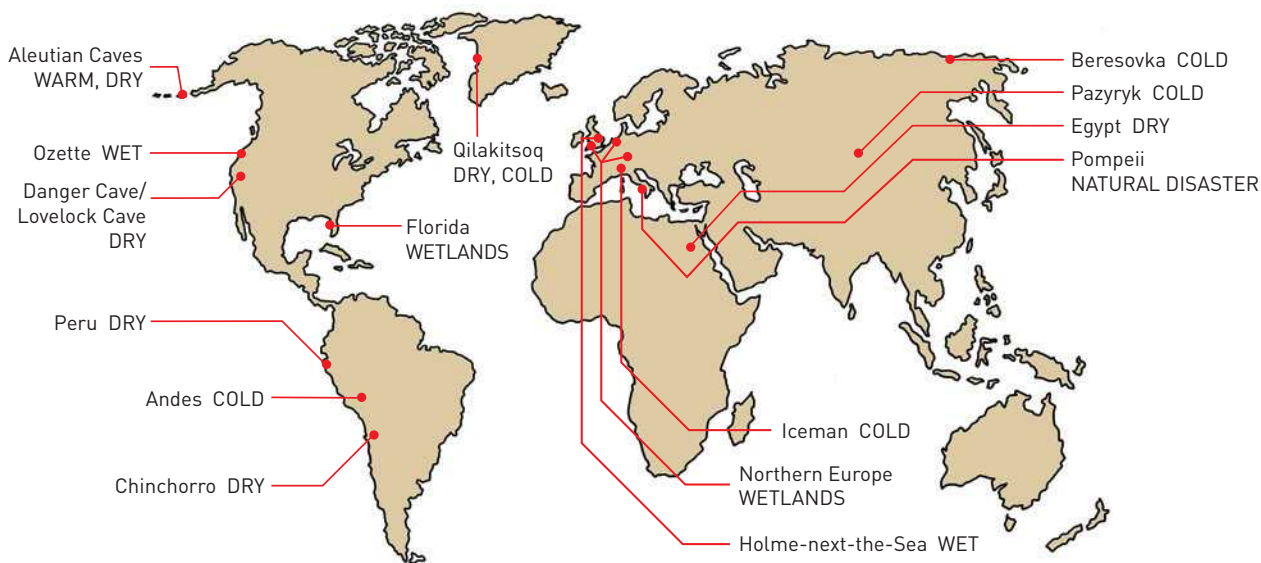 Aleutian Caves
WARM, DRY
Ozette WET
Danger Cave/
Lovelock Cave
DRY
Peru DRY
Andes COLD
Chinchorro DRY
Qilakitsoq
DRY, COLD
Florida
WETLANDS
Beresovka COLD
Pazyryk COLD
Egypt DRY
Pompeii
NATURAL DISASTER
Iceman COLD
Northern Europe
WETLANDS
Holme-next-the-Sea WET